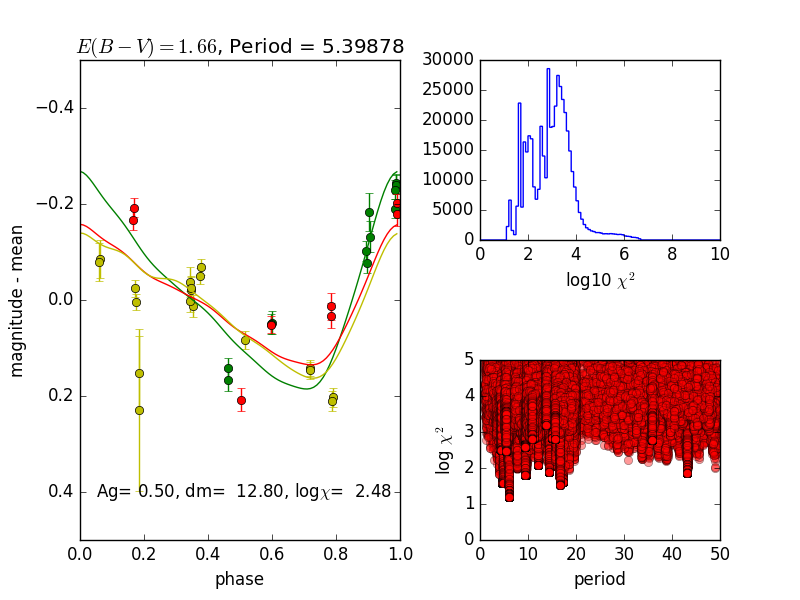 E(B−V)=1.66, Period = 5.39878
−0.4
−0.2
0.0
0.2
0.4
magnitude - mean
Ag= 0.50, dm= 12.80, logχ= 2.48
0.0 0.2 0.4 0.6 0.8 1.0
phase
30000
25000
20000
15000
10000
5000
0
0 2 4 6 8 10
log10 χ²
5
4
3
2
1
0
log χ²
0 10 20 30 40 50
period